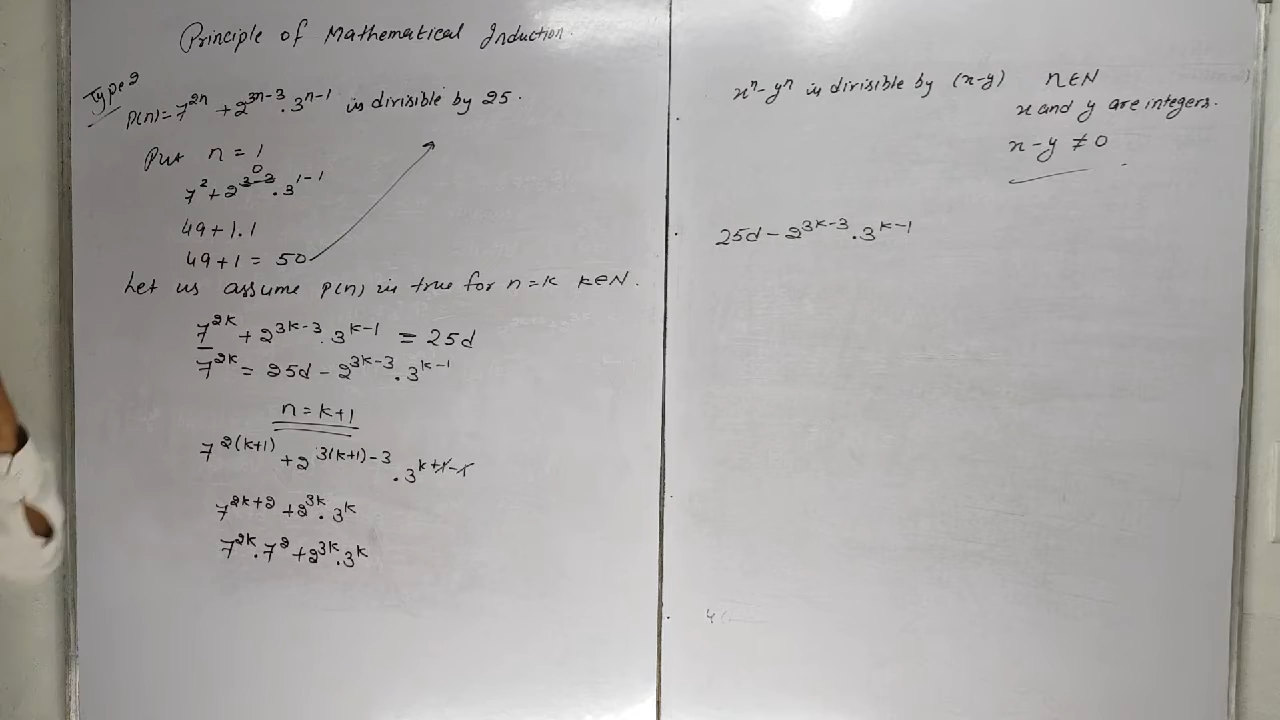 Principle of Mathematical Induction.
Type 2
P(n) = 7^{2n} + 2^{3n-3} . 3^{n-1} is divisible by 25.
Put n = 1
7^2 + 2^{3-3} 0 . 3^{1-1}
49 + 1.1
49 + 1 = 50
Let us assume P(n) is true for n = k k∈N.
7^{2k} + 2^{3k-3} . 3^{k-1} = 25d
7^{2k} = 25d - 2^{3k-3} . 3^{k-1}
n = k+1
7^{2(k+1)} + 2^{3(k+1)-3} . 3^{k+1-1}
7^{2k+2} + 2^{3k} . 3^k
7^{2k} . 7^2 + 2^{3k} . 3^k
x^n - y^n is divisible by (x-y) n∈N
x and y are integers.
x - y ≠ 0
25d - 2^{3k-3} . 3^{k-1}